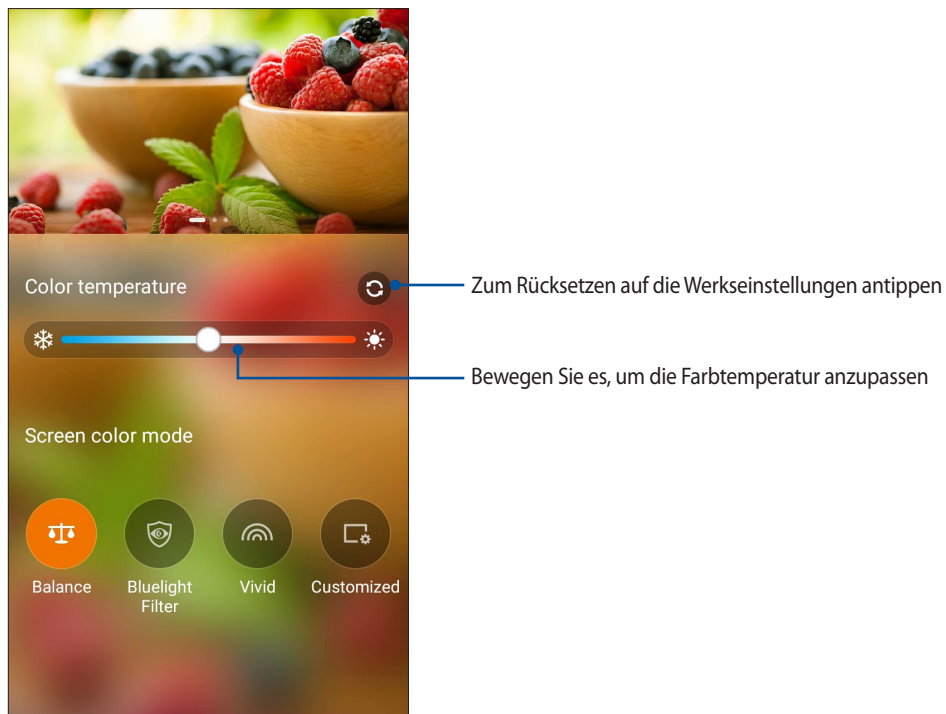 Color temperature
Zum Rücksetzen auf die Werkseinstellungen antippen
Bewegen Sie es, um die Farbtemperatur anzupassen
Screen color mode
Balance
Bluelight
Filter
Vivid
Customized